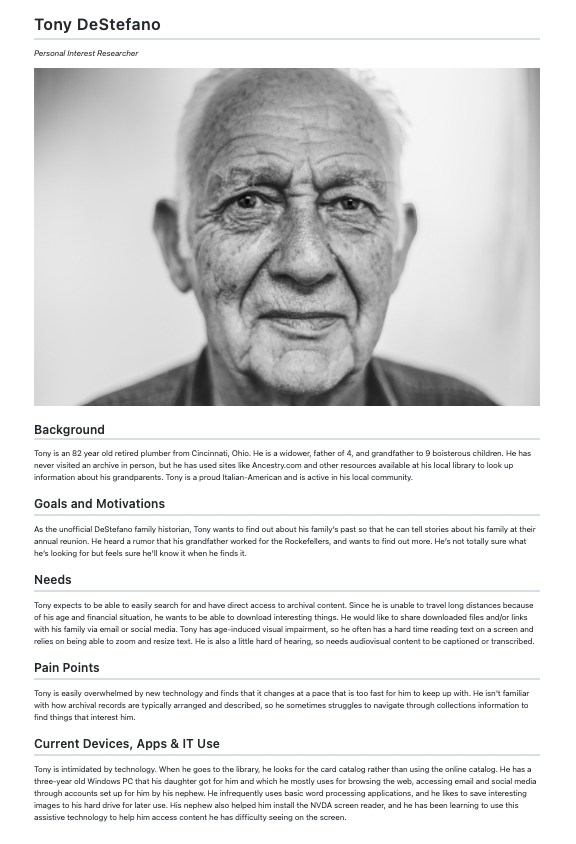 Tony DeStefano
Personal Interest Researcher
Background
Tony is an 82 year old retired plumber from Cincinnati, Ohio. He is a widower, father of 4, and grandfather to 9 boisterous children. He has
never visited an archive in person, but he has used sites like Ancestry.com and other resources available at his local library to look up
information about his grandparents. Tony is a proud Italian-American and is active in his local community.
Goals and Motivations
As the unofficial DeStefano family historian, Tony wants to find out about his family's past so that he can tell stories about his family at their
annual reunion. He heard a rumor that his grandfather worked for the Rockefellers, and wants to find out more. He's not totally sure what
he's looking for but feels sure he'll know it when he finds it.
Needs
Tony expects to be able to easily search for and have direct access to archival content. Since he is unable to travel long distances because
of his age and financial situation, he wants to be able to download interesting things. He would like to share downloaded files and/or links
with his family via email or social media. Tony has age-induced visual impairment, so he often has a hard time reading text on a screen and
relies on being able to zoom and resize text. He is also a little hard of hearing, so needs audiovisual content to be captioned or transcribed.
Pain Points
Tony is easily overwhelmed by new technology and finds that it changes at a pace that is too fast for him to keep up with. He isn't familiar
with how archival records are typically arranged and described, so he sometimes struggles to navigate through collections information to
find things that interest him.
Current Devices, Apps & IT Use
Tony is intimidated by technology. When he goes to the library, he looks for the card catalog rather than using the online catalog. He has a
three-year old Windows PC that his daughter got for him and which he mostly uses for browsing the web, accessing email and social media
through accounts set up for him by his nephew. He infrequently uses basic word processing applications, and he likes to save interesting
images to his hard drive for later use. His nephew also helped him install the NVDA screen reader, and he has been learning to use this
assistive technology to help him access content he has difficulty seeing on the screen.